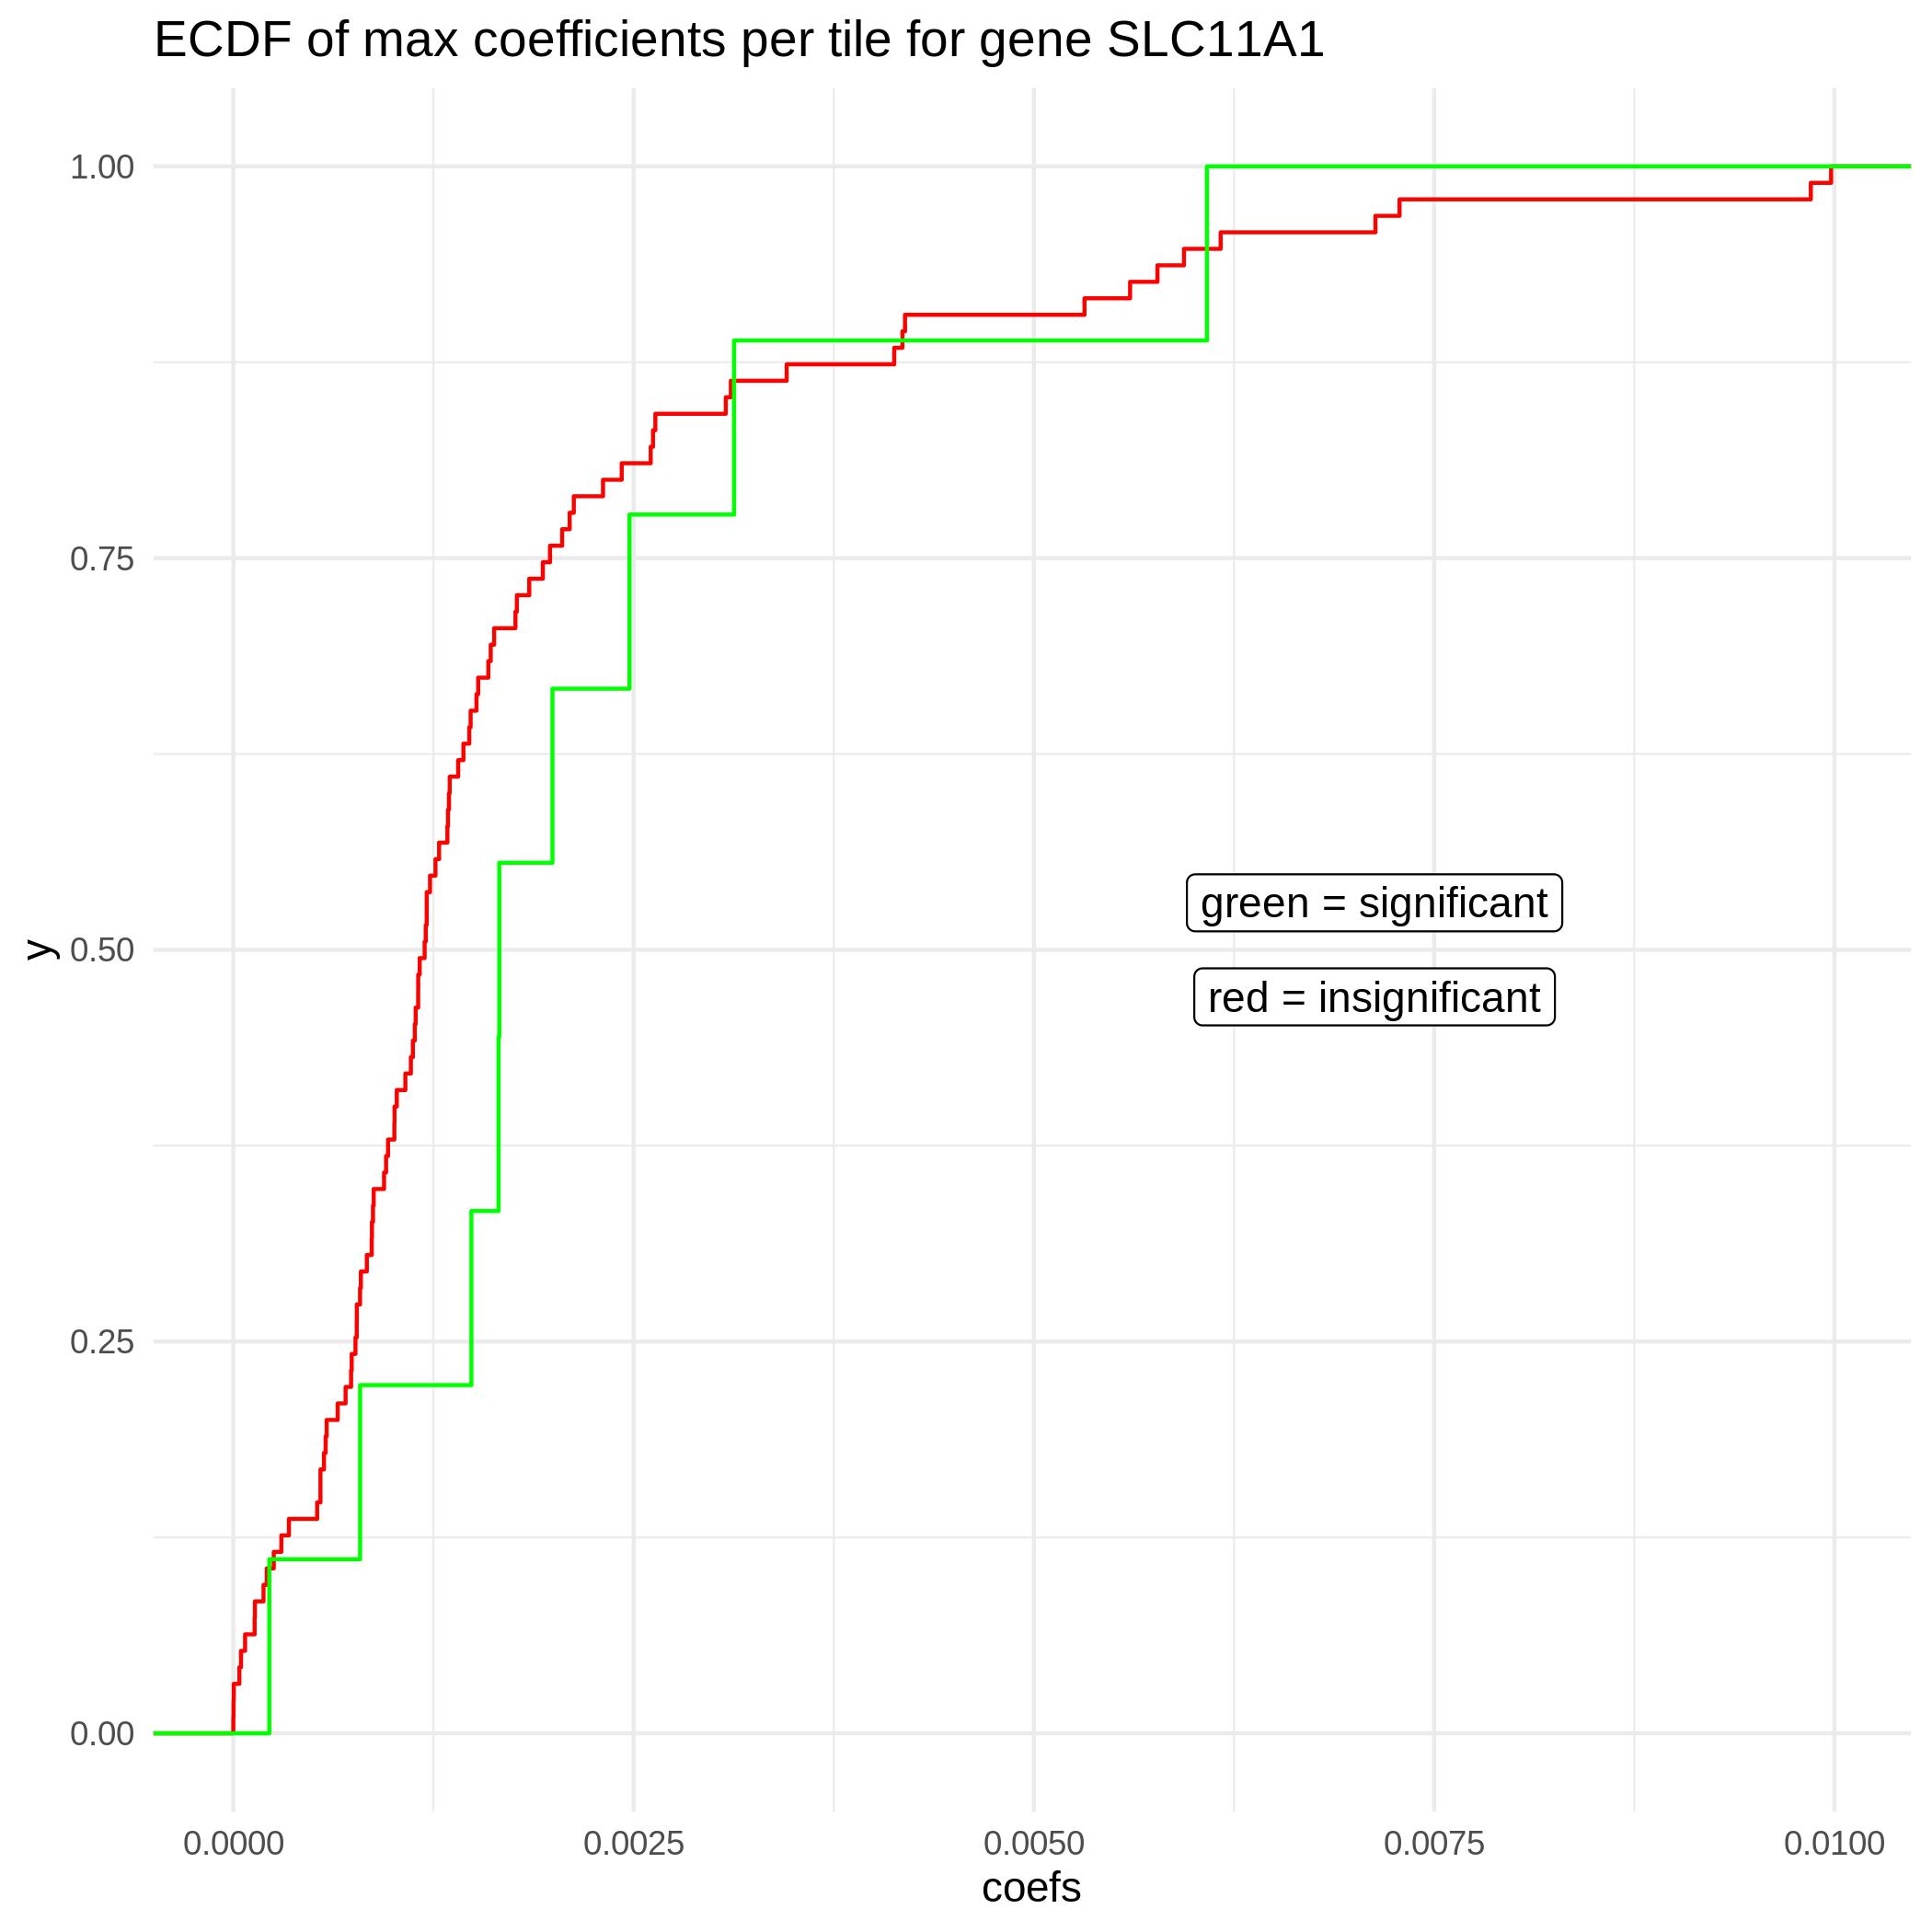 ECDF of max coefficients per tile for gene SLC11A1
1.00
0.75
0.50
0.25
0.00
y
green = significant
red = insignificant
0.0000 0.0025 0.0050 0.0075 0.0100
coefs